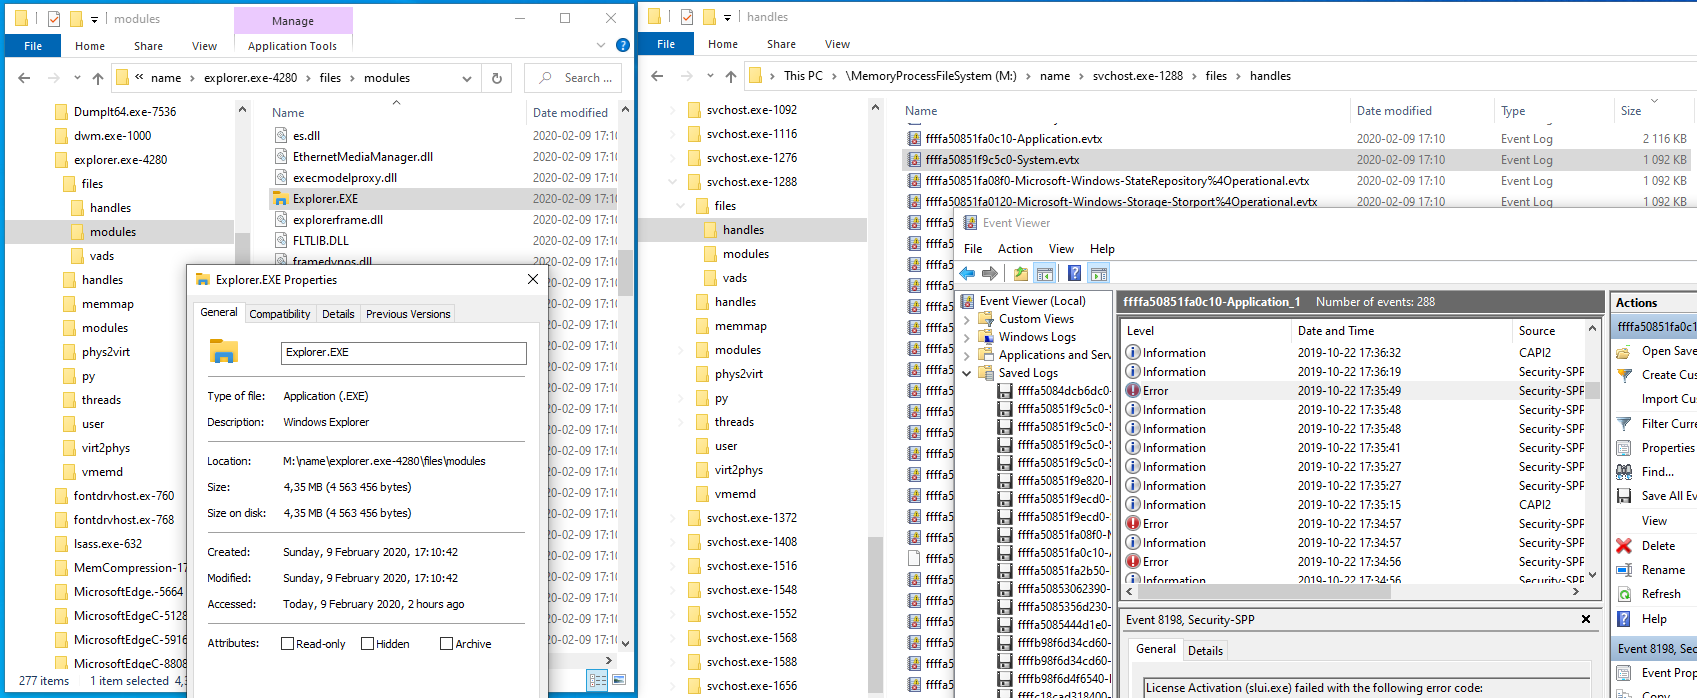 modules
Manage
File
Home
Share
View
Application Tools
« name › explorer.exe-4280 › files › modules
Search ...
DumpIt64.exe-7536
dwm.exe-1000
explorer.exe-4280
files
handles
modules
vads
handles
memmap
modules
phys2virt
py
threads
user
virt2phys
vmemd
fontdrvhost.ex-760
fontdrvhost.ex-768
lsass.exe-632
MemCompression-17
MicrosoftEdge.-5664
MicrosoftEdgeC-5128
MicrosoftEdgeC-5916
MicrosoftEdgeC-8808
277 items
1 item selected 4,3
Name
Date modified
es.dll
2020-02-09 17:10
EthernetMediaManager.dll
2020-02-09 17:10
execmodelproxy.dll
2020-02-09 17:10
Explorer.EXE
2020-02-09 17:10
explorerframe.dll
2020-02-09 17:10
FLTLIB.DLL
2020-02-09 17:10
framedynos.dll
Explorer.EXE Properties
General
Compatibility
Details
Previous Versions
Explorer.EXE
Type of file: Application (.EXE)
Description: Windows Explorer
Location: M:\name\explorer.exe-4280\files\modules
Size: 4,35 MB (4 563 456 bytes)
Size on disk: 4,35 MB (4 563 456 bytes)
Created: Sunday, 9 February 2020, 17:10:42
Modified: Sunday, 9 February 2020, 17:10:42
Accessed: Today, 9 February 2020, 2 hours ago
Attributes: Read-only Hidden Archive
handles
File
Home
Share
View
› This PC › \MemoryProcessFileSystem (M:) › name › svchost.exe-1288 › files › handles
svchost.exe-1092
svchost.exe-1116
svchost.exe-1276
svchost.exe-1288
files
handles
modules
vads
handles
memmap
modules
phys2virt
py
threads
user
virt2phys
vmemd
svchost.exe-1372
svchost.exe-1408
svchost.exe-1516
svchost.exe-1548
svchost.exe-1552
svchost.exe-1568
svchost.exe-1588
svchost.exe-1656
Name
Date modified
Type
Size
ffffa50851fa0c10-Application.evtx 2020-02-09 17:10 Event Log 2 116 KB
ffffa50851f9c5c0-System.evtx 2020-02-09 17:10 Event Log 1 092 KB
ffffa50851fa08f0-Microsoft-Windows-StateRepository%4Operational.evtx 2020-02-09 17:10 Event Log 1 092 KB
ffffa50851fa0120-Microsoft-Windows-Storage-Storport%4Operational.evtx 2020-02-09 17:10 Event Log 1 092 KB
Event Viewer
File Action View Help
Event Viewer (Local)
Custom Views
Windows Logs
Applications and Serv
Saved Logs
ffffa5084dcb6dc0-
ffffa50851f9c5c0-S
ffffa50851f9c5c0-S
ffffa50851f9c5c0-S
ffffa50851f9c5c0-S
ffffa50851f9e820-
ffffa50851f9ecd0-
ffffa50851f9ecd0-
ffffa50851fa08f0-M
ffffa50851fa0c10-A
ffffa50851fa2b50-
ffffa50853062390-
ffffa5085356d230-
ffffa5085444d1e0-
ffffb98f6d34cd60-
ffffb98f6d34cd60-
ffffb98f6d4f6540-
ffffc18cad318400-
ffffa50851fa0c10-Application_1 Number of events: 288
Level
Date and Time
Source
Information 2019-10-22 17:36:32 CAPI2
Information 2019-10-22 17:36:19 Security-SPP
Error 2019-10-22 17:35:49 Security-SPP
Information 2019-10-22 17:35:48 Security-SPP
Information 2019-10-22 17:35:48 Security-SPP
Information 2019-10-22 17:35:41 Security-SPP
Information 2019-10-22 17:35:27 Security-SPP
Information 2019-10-22 17:35:27 Security-SPP
Information 2019-10-22 17:35:15 CAPI2
Error 2019-10-22 17:34:57 Security-SPP
Information 2019-10-22 17:34:57 Security-SPP
Error 2019-10-22 17:34:56 Security-SPP
Information 2019-10-22 17:34:56 Security-SPP
Event 8198, Security-SPP
General
Details
License Activation (slui.exe) failed with the following error code:
Actions
ffffa50851fa0c1
Open Save
Create Cus
Import Cu
Filter Curre
Properties
Find...
Save All Ev
View
Delete
Rename
Refresh
Help
Event 8198, Sec
Event Prop
Copy